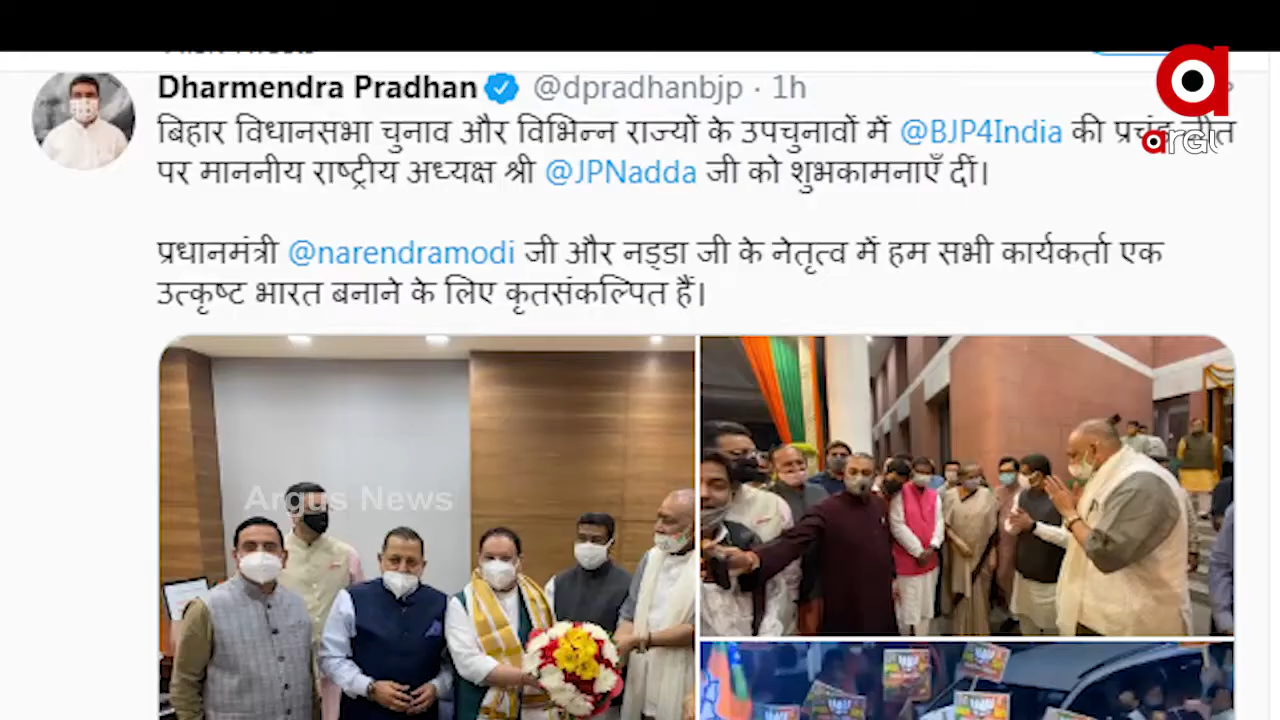 Dharmendra Pradhan @dpradhanbjp · 1h
बिहार विधानसभा चुनाव और विभिन्न राज्यों के उपचुनावों में @BJP4India की प्रचंड जीत
पर माननीय राष्ट्रीय अध्यक्ष श्री @JPNadda जी को शुभकामनाएँ दीं।
प्रधानमंत्री @narendramodi जी और नड्डा जी के नेतृत्व में हम सभी कार्यकर्ता एक
उत्कृष्ट भारत बनाने के लिए कृतसंकल्पित हैं।
Argus News